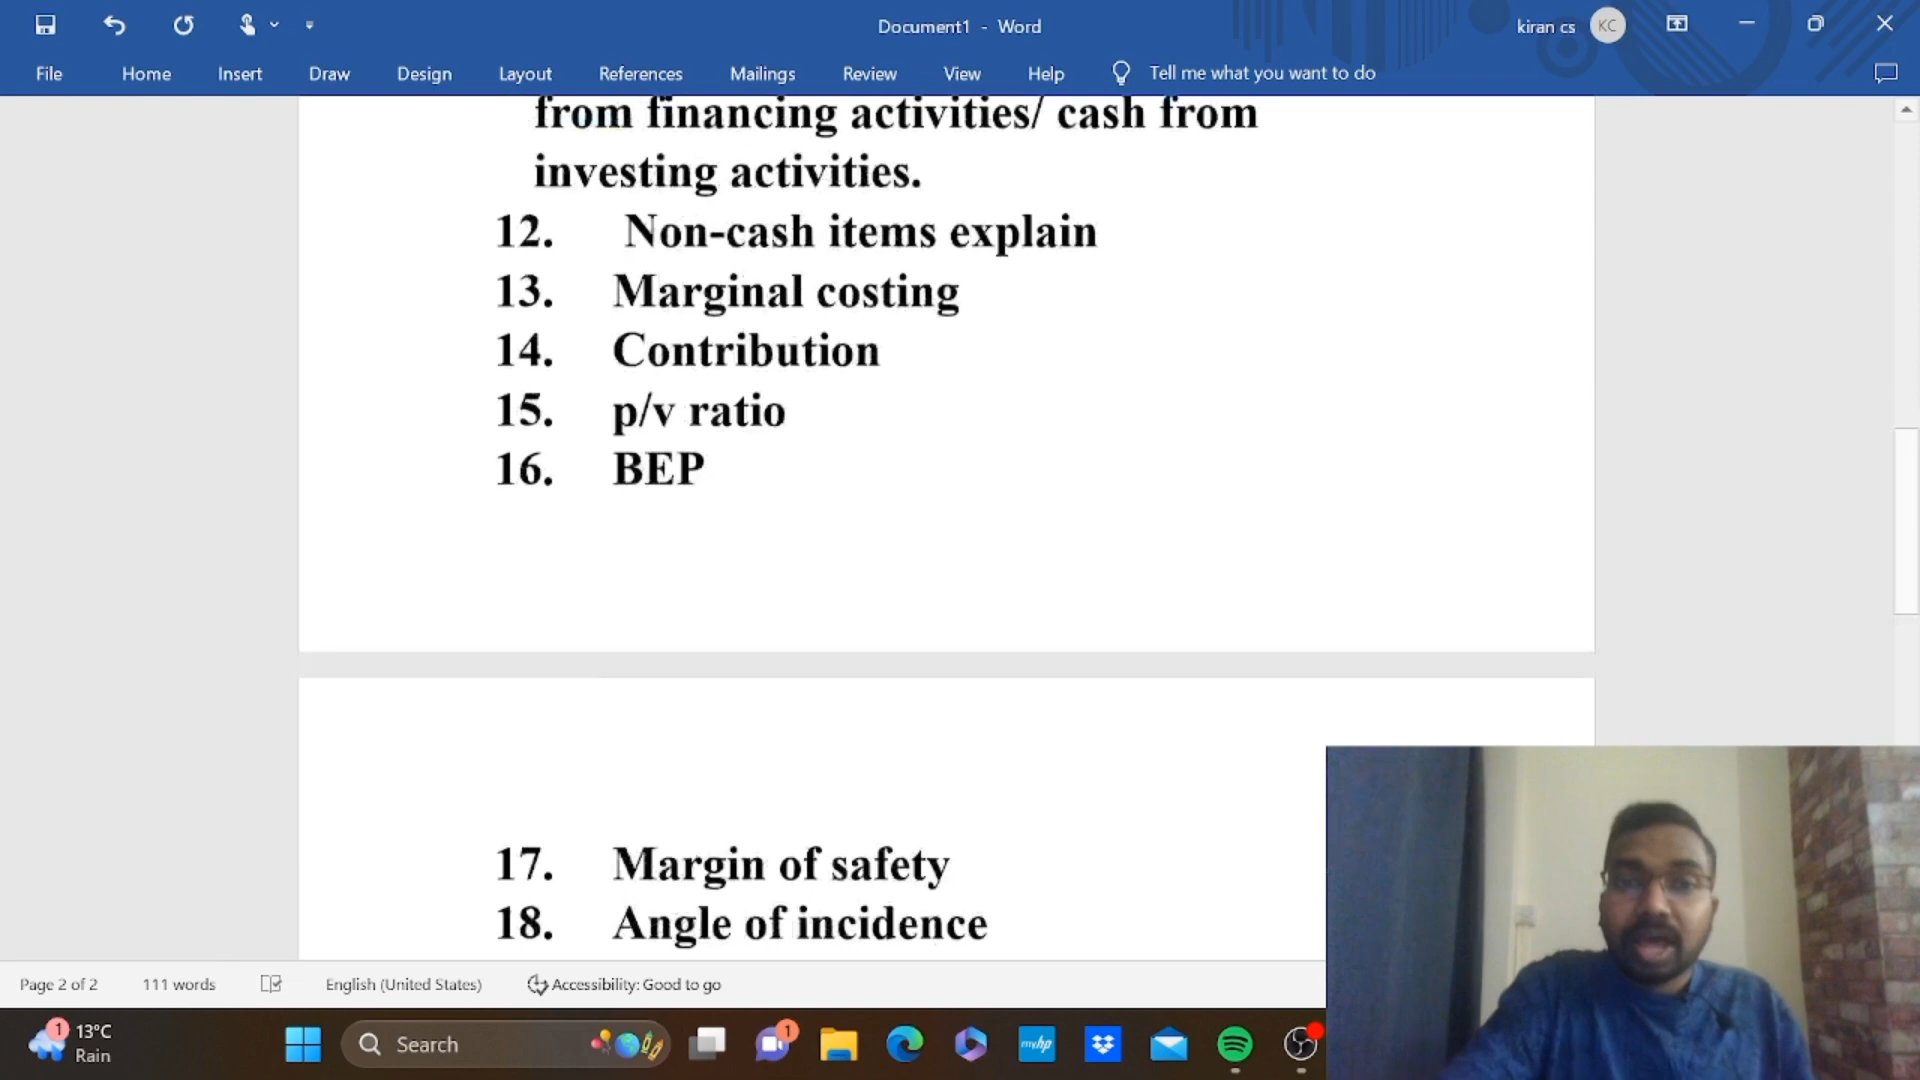 Document1 - Word
kiran cs
KC
File
Home
Insert
Draw
Design
Layout
References
Mailings
Review
View
Help
Tell me what you want to do
from financing activities/ cash from
investing activities.
12. Non-cash items explain
13. Marginal costing
14. Contribution
15. p/v ratio
16. BEP
17. Margin of safety
18. Angle of incidence
Page 2 of 2
111 words
English (United States)
Accessibility: Good to go
1
13°C
Rain
Search
1
myhp